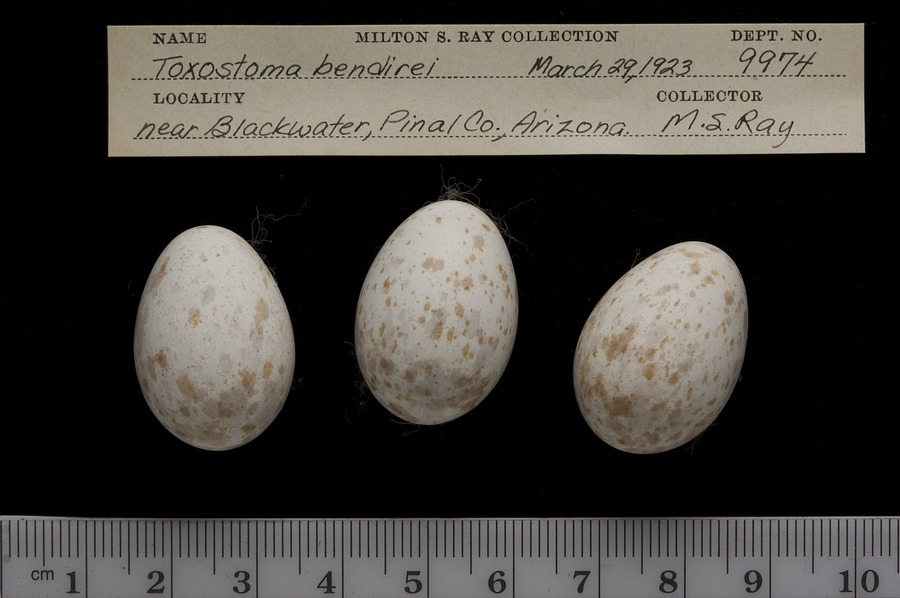 NAME MILTON S. RAY COLLECTION DEPT. NO.
Toxostoma bendirei March 29, 1923 9974
LOCALITY COLLECTOR
near Blackwater, Pinal Co., Arizona. M.S. Ray
cm 1 2 3 4 5 6 7 8 9 10